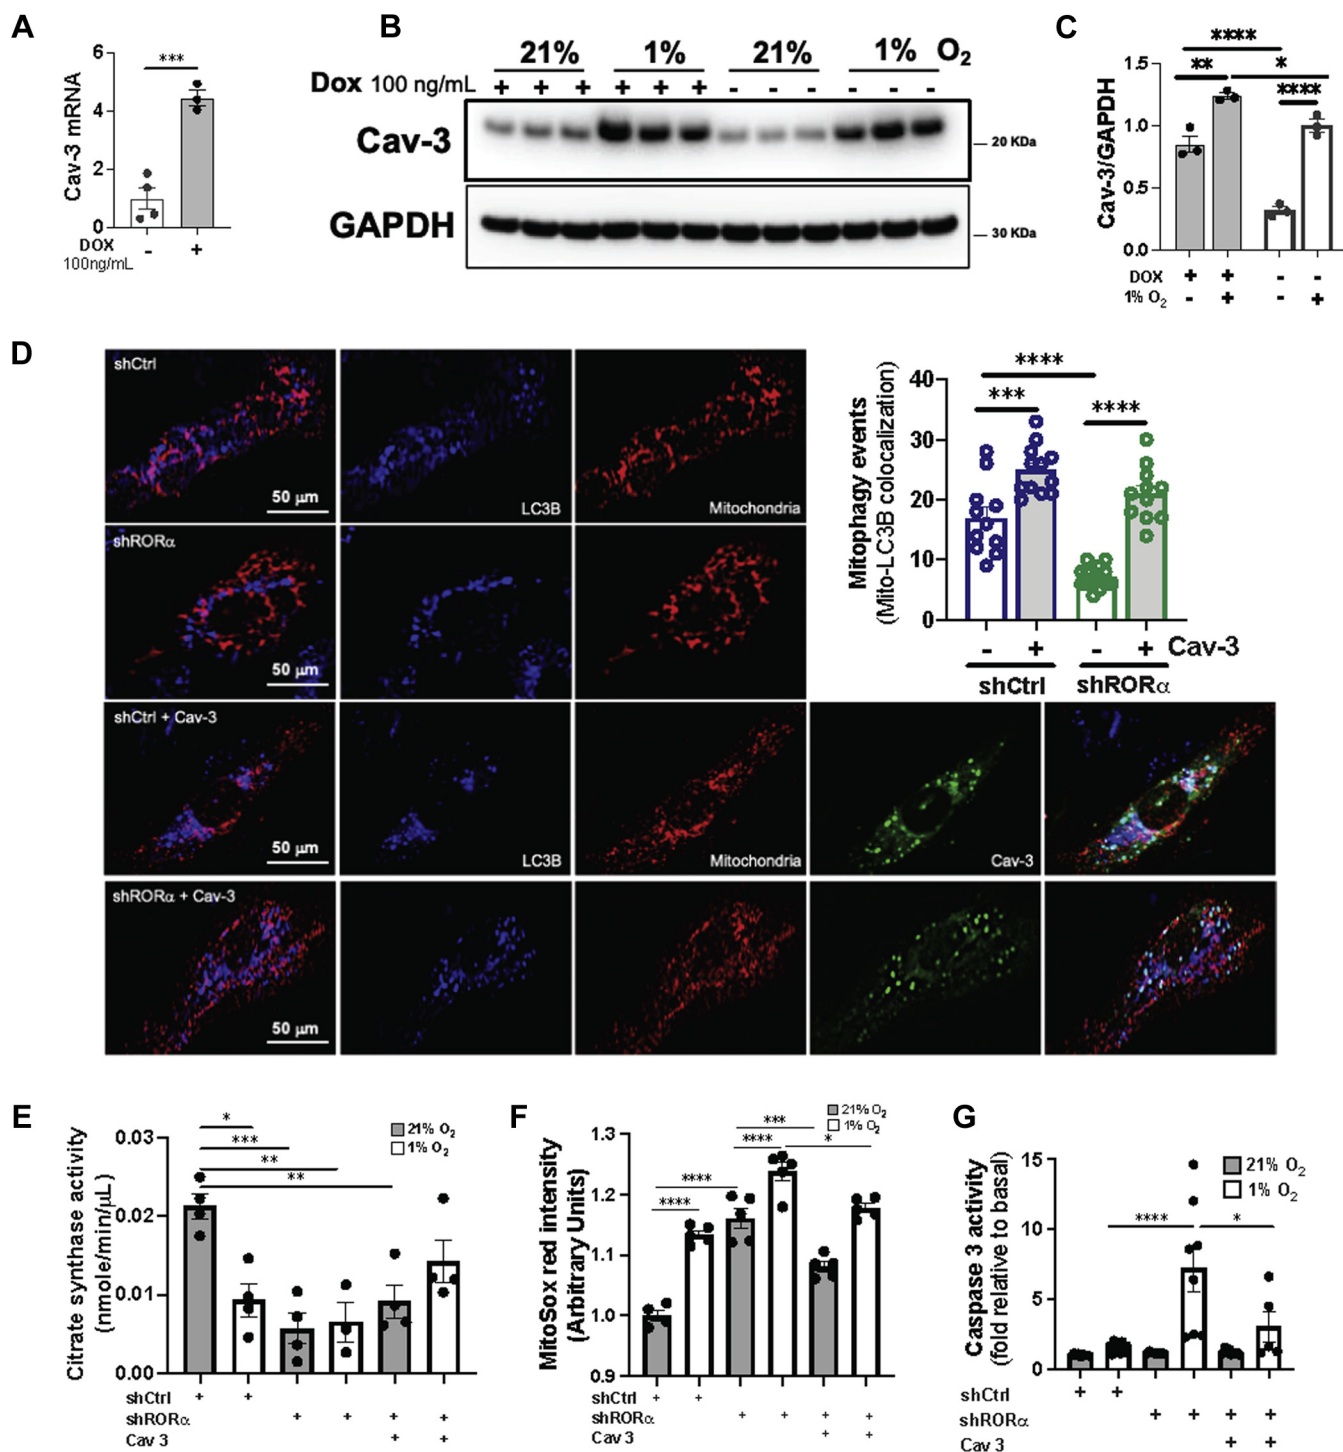 A
***
Cav-3 mRNA
6
4
2
0
DOX
100ng/mL
- +
B
21% 1% 21% 1% O2
Dox 100 ng/mL + + + + + + - - - - - -
Cav-3
20 KDa
GAPDH
30 KDa
C
****
** *
****
Cav-3/GAPDH
1.5
1.0
0.5
0.0
DOX + + - -
1% O2 - + - +
D
shCtrl
50 µm
LC3B
Mitochondria
shRORα
50 µm
shCtrl + Cav-3
50 µm
LC3B
Mitochondria
Cav-3
shRORα + Cav-3
50 µm
Mitophagy events
(Mito-LC3B colocalization)
****
***
****
40
30
20
10
0
- + - + Cav-3
shCtrl shRORα
E
Citrate synthase activity
(nmole/min/µL)
21% O2
1% O2
*
***
**
**
0.03
0.02
0.01
0.00
shCtrl + +
shRORα + + + +
Cav 3 + +
F
MitoSox red intensity
(Arbitrary Units)
21% O2
1% O2
***
**** *
****
****
1.3
1.2
1.1
1.0
0.9
shCtrl + +
shRORα + + + +
Cav 3 + +
G
Caspase 3 activity
(fold relative to basal)
21% O2
1% O2
**** *
15
10
5
0
shCtrl + +
shRORα + + + +
Cav 3 + +